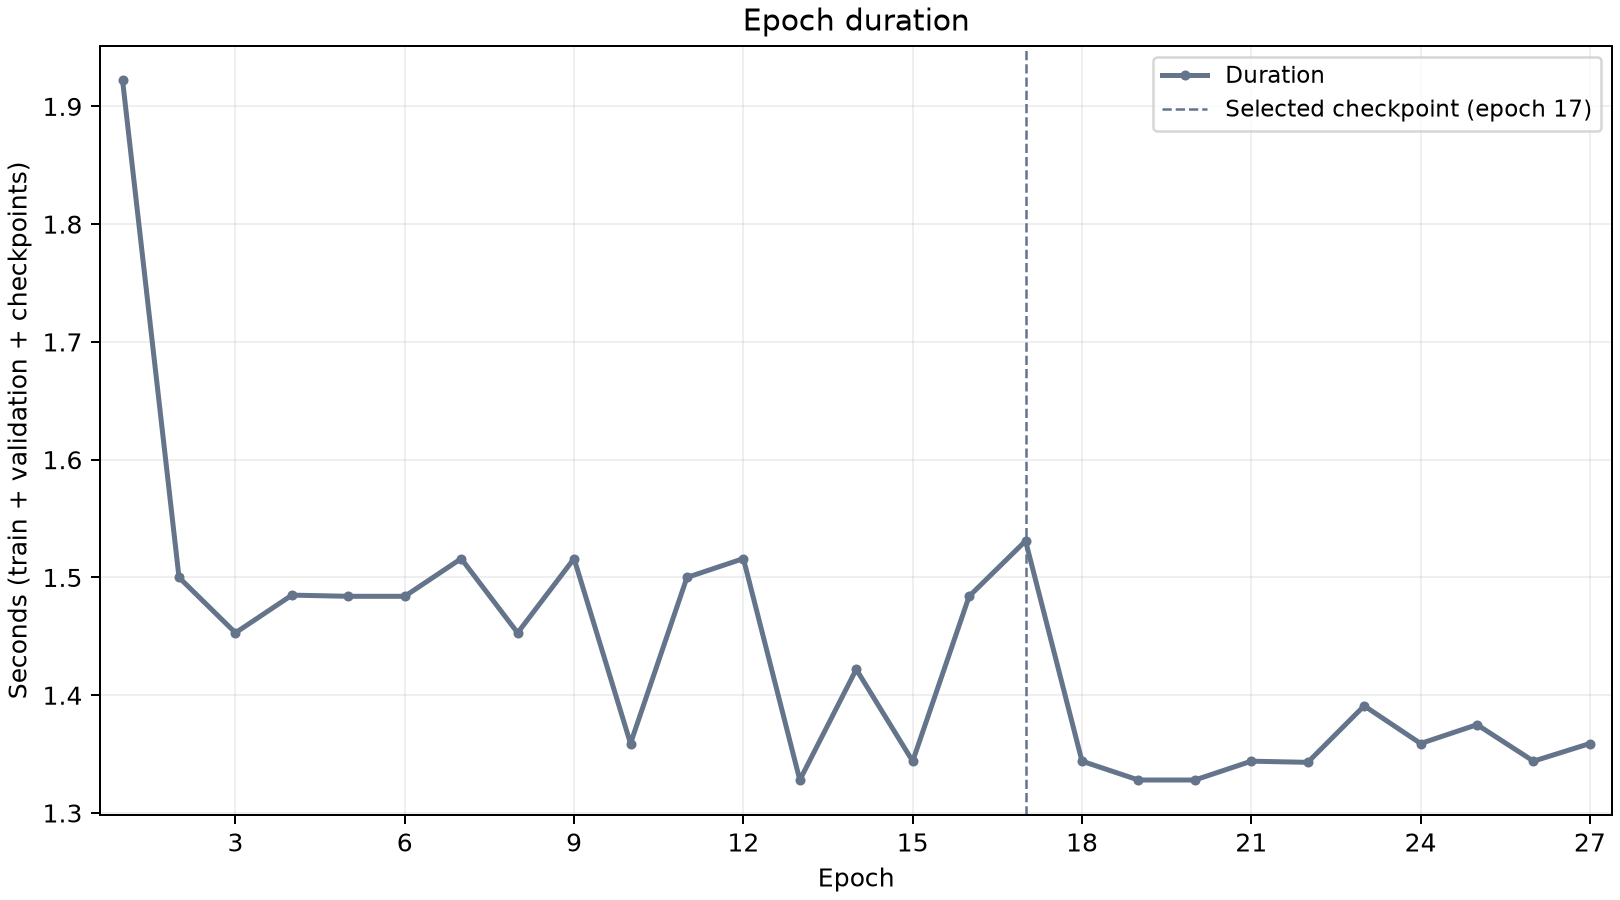 Epoch duration
Duration
Selected checkpoint (epoch 17)
Seconds (train + validation + checkpoints)
1.9
1.8
1.7
1.6
1.5
1.4
1.3
3 6 9 12 15 18 21 24 27
Epoch